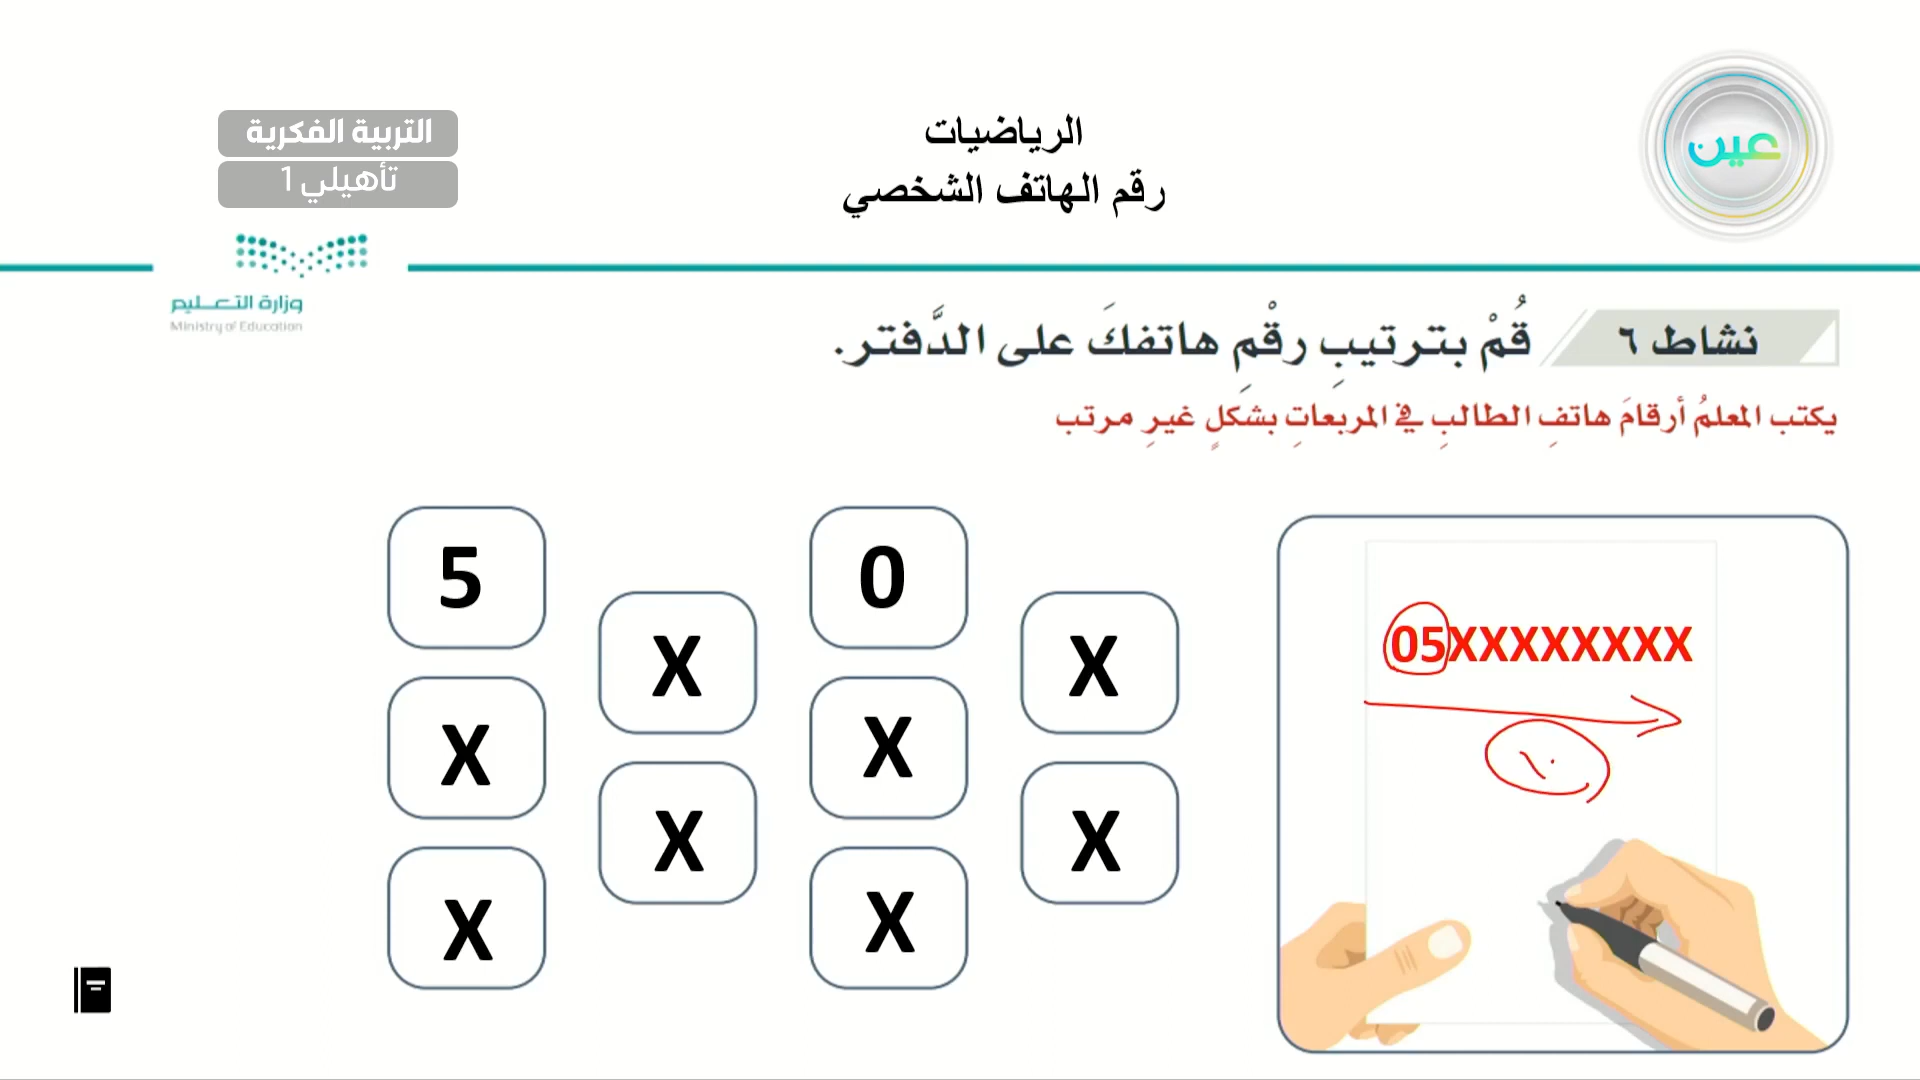 التربية الفكرية
تأهيلي 1
الرياضيات
رقم الهاتف الشخصي
عين
وزارة التعليم
Ministry of Education
نشاط ٦
قُمْ بترتيبِ رقْمِ هاتفكَ على الدَّفتر.
يكتب المعلمُ أرقامَ هاتفِ الطالبِ في المربعاتِ بشكلٍ غيرِ مرتب
5
0
X
X
X
X
X
X
X
X
05XXXXXXXX
١٠